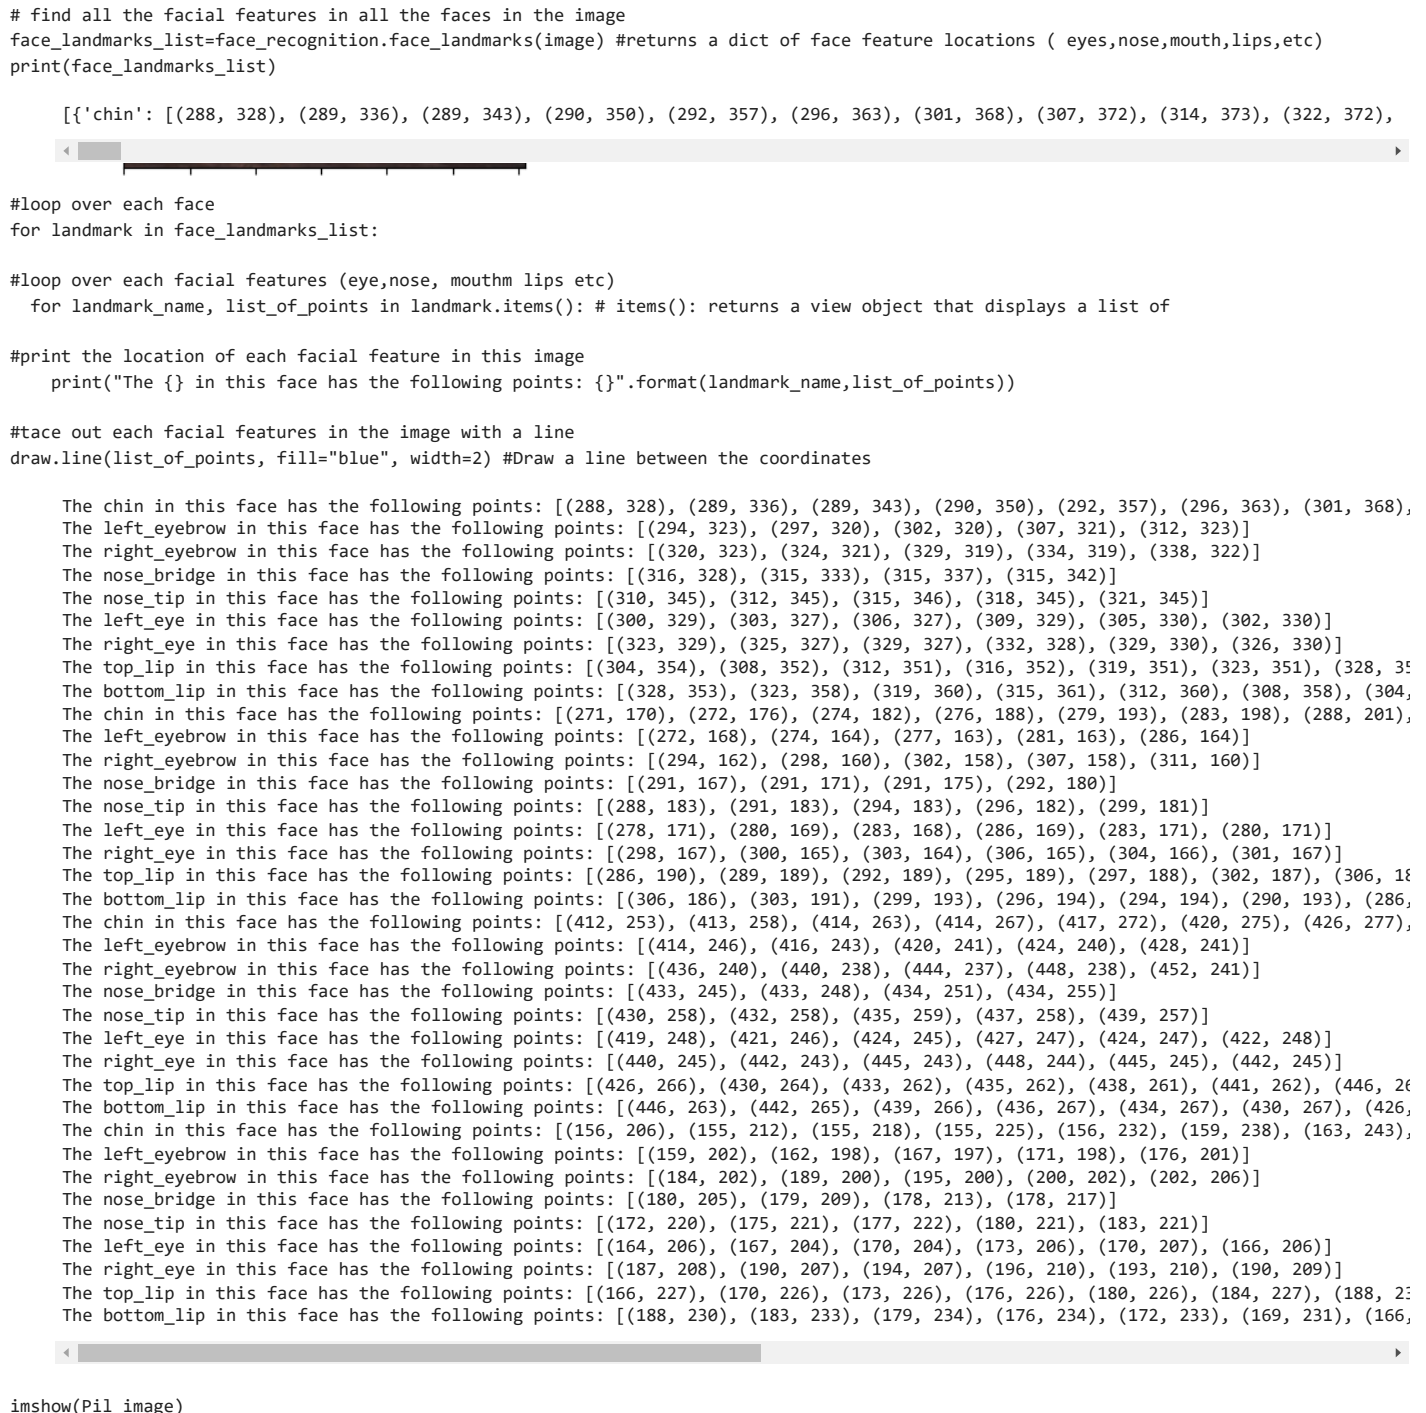 # find all the facial features in all the faces in the image
face_landmarks_list=face_recognition.face_landmarks(image) #returns a dict of face feature locations ( eyes,nose,mouth,lips,etc)
print(face_landmarks_list)
[{'chin': [(288, 328), (289, 336), (289, 343), (290, 350), (292, 357), (296, 363), (301, 368), (307, 372), (314, 373), (322, 372),
#loop over each face
for landmark in face_landmarks_list:
#loop over each facial features (eye,nose, mouthm lips etc)
  for landmark_name, list_of_points in landmark.items(): # items(): returns a view object that displays a list of
#print the location of each facial feature in this image
    print("The {} in this face has the following points: {}".format(landmark_name,list_of_points))
#tace out each facial features in the image with a line
draw.line(list_of_points, fill="blue", width=2) #Draw a line between the coordinates
The chin in this face has the following points: [(288, 328), (289, 336), (289, 343), (290, 350), (292, 357), (296, 363), (301, 368),
The left_eyebrow in this face has the following points: [(294, 323), (297, 320), (302, 320), (307, 321), (312, 323)]
The right_eyebrow in this face has the following points: [(320, 323), (324, 321), (329, 319), (334, 319), (338, 322)]
The nose_bridge in this face has the following points: [(316, 328), (315, 333), (315, 337), (315, 342)]
The nose_tip in this face has the following points: [(310, 345), (312, 345), (315, 346), (318, 345), (321, 345)]
The left_eye in this face has the following points: [(300, 329), (303, 327), (306, 327), (309, 329), (305, 330), (302, 330)]
The right_eye in this face has the following points: [(323, 329), (325, 327), (329, 327), (332, 328), (329, 330), (326, 330)]
The top_lip in this face has the following points: [(304, 354), (308, 352), (312, 351), (316, 352), (319, 351), (323, 351), (328, 35
The bottom_lip in this face has the following points: [(328, 353), (323, 358), (319, 360), (315, 361), (312, 360), (308, 358), (304,
The chin in this face has the following points: [(271, 170), (272, 176), (274, 182), (276, 188), (279, 193), (283, 198), (288, 201),
The left_eyebrow in this face has the following points: [(272, 168), (274, 164), (277, 163), (281, 163), (286, 164)]
The right_eyebrow in this face has the following points: [(294, 162), (298, 160), (302, 158), (307, 158), (311, 160)]
The nose_bridge in this face has the following points: [(291, 167), (291, 171), (291, 175), (292, 180)]
The nose_tip in this face has the following points: [(288, 183), (291, 183), (294, 183), (296, 182), (299, 181)]
The left_eye in this face has the following points: [(278, 171), (280, 169), (283, 168), (286, 169), (283, 171), (280, 171)]
The right_eye in this face has the following points: [(298, 167), (300, 165), (303, 164), (306, 165), (304, 166), (301, 167)]
The top_lip in this face has the following points: [(286, 190), (289, 189), (292, 189), (295, 189), (297, 188), (302, 187), (306, 18
The bottom_lip in this face has the following points: [(306, 186), (303, 191), (299, 193), (296, 194), (294, 194), (290, 193), (286,
The chin in this face has the following points: [(412, 253), (413, 258), (414, 263), (414, 267), (417, 272), (420, 275), (426, 277),
The left_eyebrow in this face has the following points: [(414, 246), (416, 243), (420, 241), (424, 240), (428, 241)]
The right_eyebrow in this face has the following points: [(436, 240), (440, 238), (444, 237), (448, 238), (452, 241)]
The nose_bridge in this face has the following points: [(433, 245), (433, 248), (434, 251), (434, 255)]
The nose_tip in this face has the following points: [(430, 258), (432, 258), (435, 259), (437, 258), (439, 257)]
The left_eye in this face has the following points: [(419, 248), (421, 246), (424, 245), (427, 247), (424, 247), (422, 248)]
The right_eye in this face has the following points: [(440, 245), (442, 243), (445, 243), (448, 244), (445, 245), (442, 245)]
The top_lip in this face has the following points: [(426, 266), (430, 264), (433, 262), (435, 262), (438, 261), (441, 262), (446, 26
The bottom_lip in this face has the following points: [(446, 263), (442, 265), (439, 266), (436, 267), (434, 267), (430, 267), (426,
The chin in this face has the following points: [(156, 206), (155, 212), (155, 218), (155, 225), (156, 232), (159, 238), (163, 243),
The left_eyebrow in this face has the following points: [(159, 202), (162, 198), (167, 197), (171, 198), (176, 201)]
The right_eyebrow in this face has the following points: [(184, 202), (189, 200), (195, 200), (200, 202), (202, 206)]
The nose_bridge in this face has the following points: [(180, 205), (179, 209), (178, 213), (178, 217)]
The nose_tip in this face has the following points: [(172, 220), (175, 221), (177, 222), (180, 221), (183, 221)]
The left_eye in this face has the following points: [(164, 206), (167, 204), (170, 204), (173, 206), (170, 207), (166, 206)]
The right_eye in this face has the following points: [(187, 208), (190, 207), (194, 207), (196, 210), (193, 210), (190, 209)]
The top_lip in this face has the following points: [(166, 227), (170, 226), (173, 226), (176, 226), (180, 226), (184, 227), (188, 23
The bottom_lip in this face has the following points: [(188, 230), (183, 233), (179, 234), (176, 234), (172, 233), (169, 231), (166,
imshow(Pil_image)